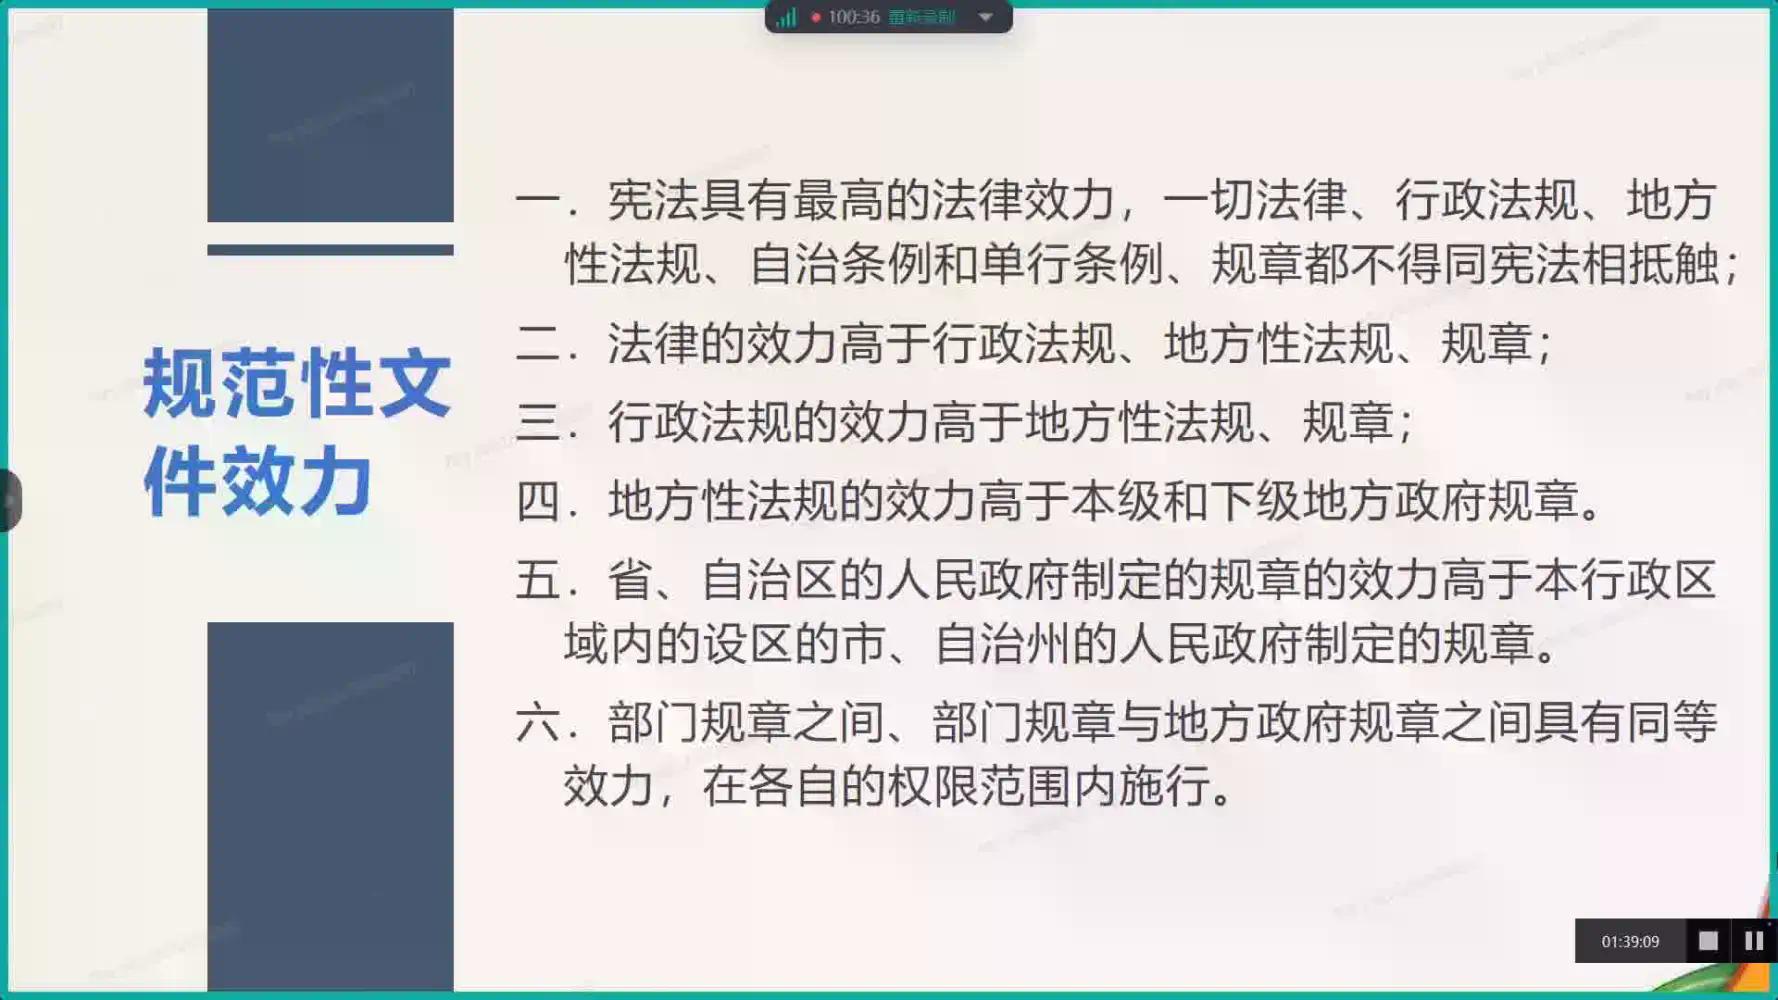 100:36
规范性文
件效力
一. 宪法具有最高的法律效力，一切法律、行政法规、地方
性法规、自治条例和单行条例、规章都不得同宪法相抵触；
二. 法律的效力高于行政法规、地方性法规、规章；
三. 行政法规的效力高于地方性法规、规章；
四. 地方性法规的效力高于本级和下级地方政府规章。
五. 省、自治区的人民政府制定的规章的效力高于本行政区
域内的设区的市、自治州的人民政府制定的规章。
六. 部门规章之间、部门规章与地方政府规章之间具有同等
效力，在各自的权限范围内施行。
01:39:09